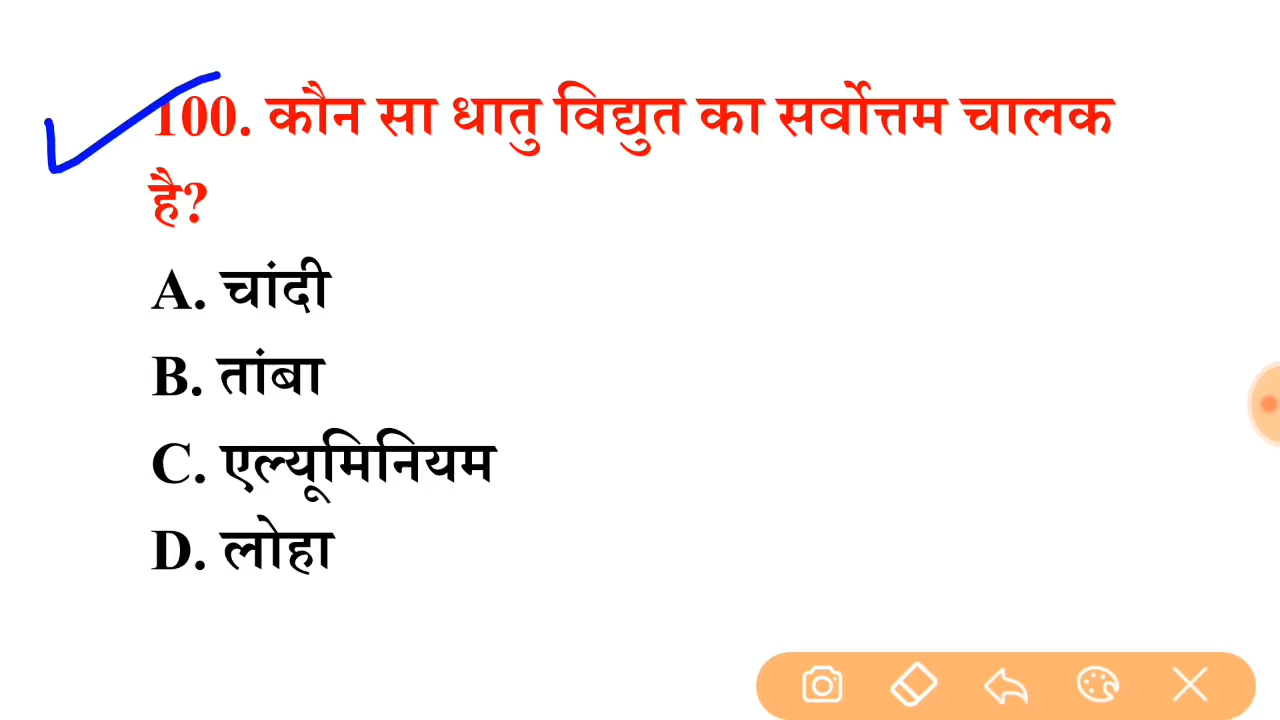 100. कौन सा धातु विद्युत का सर्वोत्तम चालक
है?
A. चांदी
B. तांबा
C. एल्यूमिनियम
D. लोहा